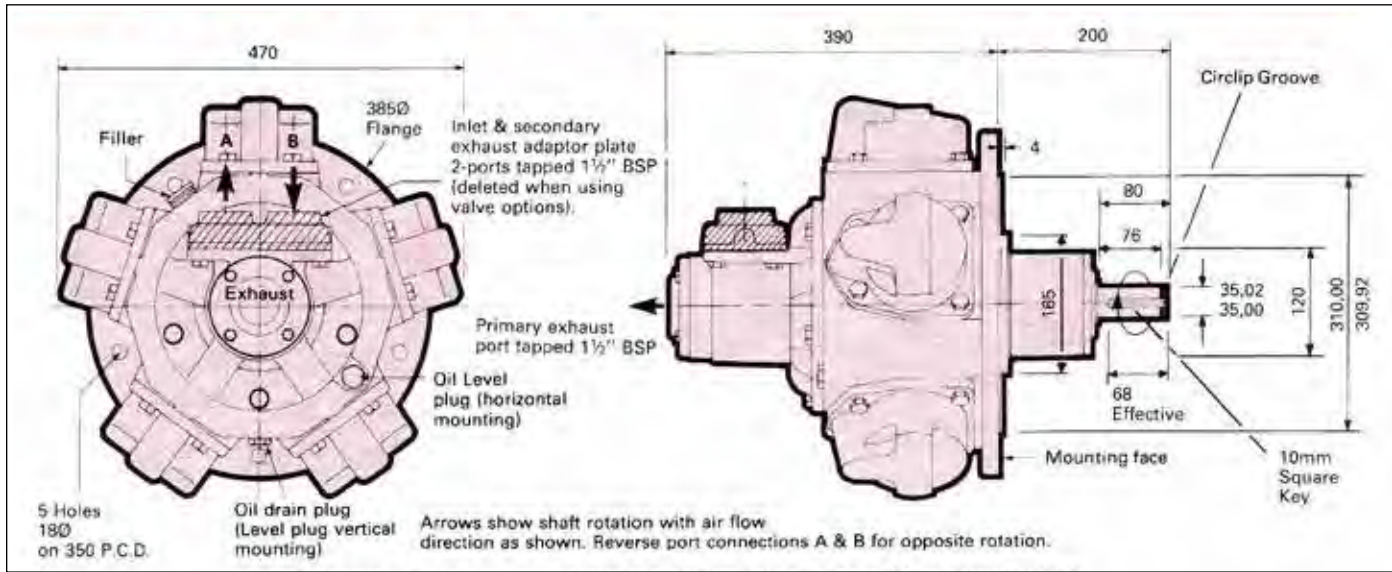 470
390
200
Circlip Groove
385Ø
Flange
Filler
A
B
Inlet & secondary
exhaust adaptor plate
2-ports tapped 1½" BSP
(deleted when using
valve options).
4
80
76
Exhaust
165
35,02
35,00
120
310,00
309,92
Primary exhaust
port tapped 1½" BSP
Oil Level
plug (horizontal
mounting)
68
Effective
Mounting face
10mm
Square
Key
5 Holes
18Ø
on 350 P.C.D.
Oil drain plug
(Level plug vertical
mounting)
Arrows show shaft rotation with air flow
direction as shown. Reverse port connections A & B for opposite rotation.